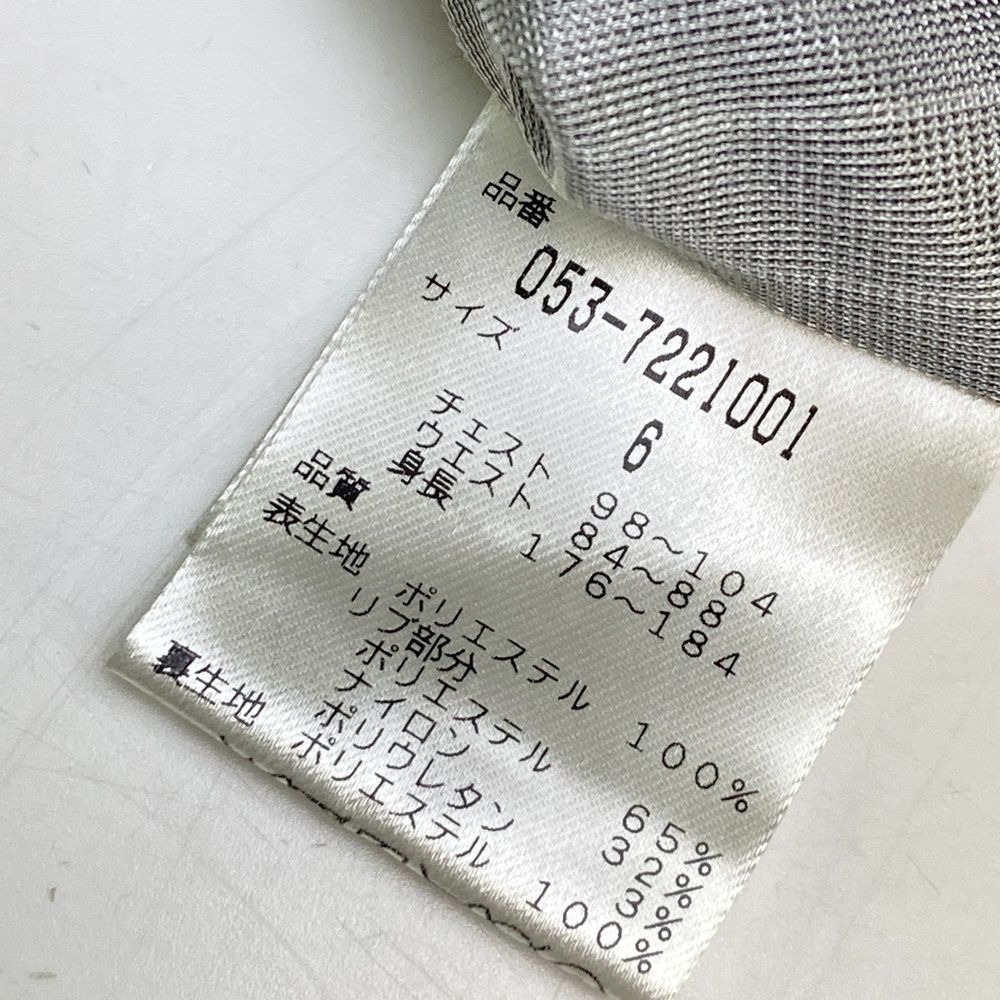 品番
053-7221001
サイズ 6
チェスト 98～104
ウエスト 84～88
身長 176～184
品質
表生地
ポリエステル 100%
リブ部分
ポリエステル 65%
ナイロン 32%
ポリウレタン 3%
裏生地 ポリエステル 100%